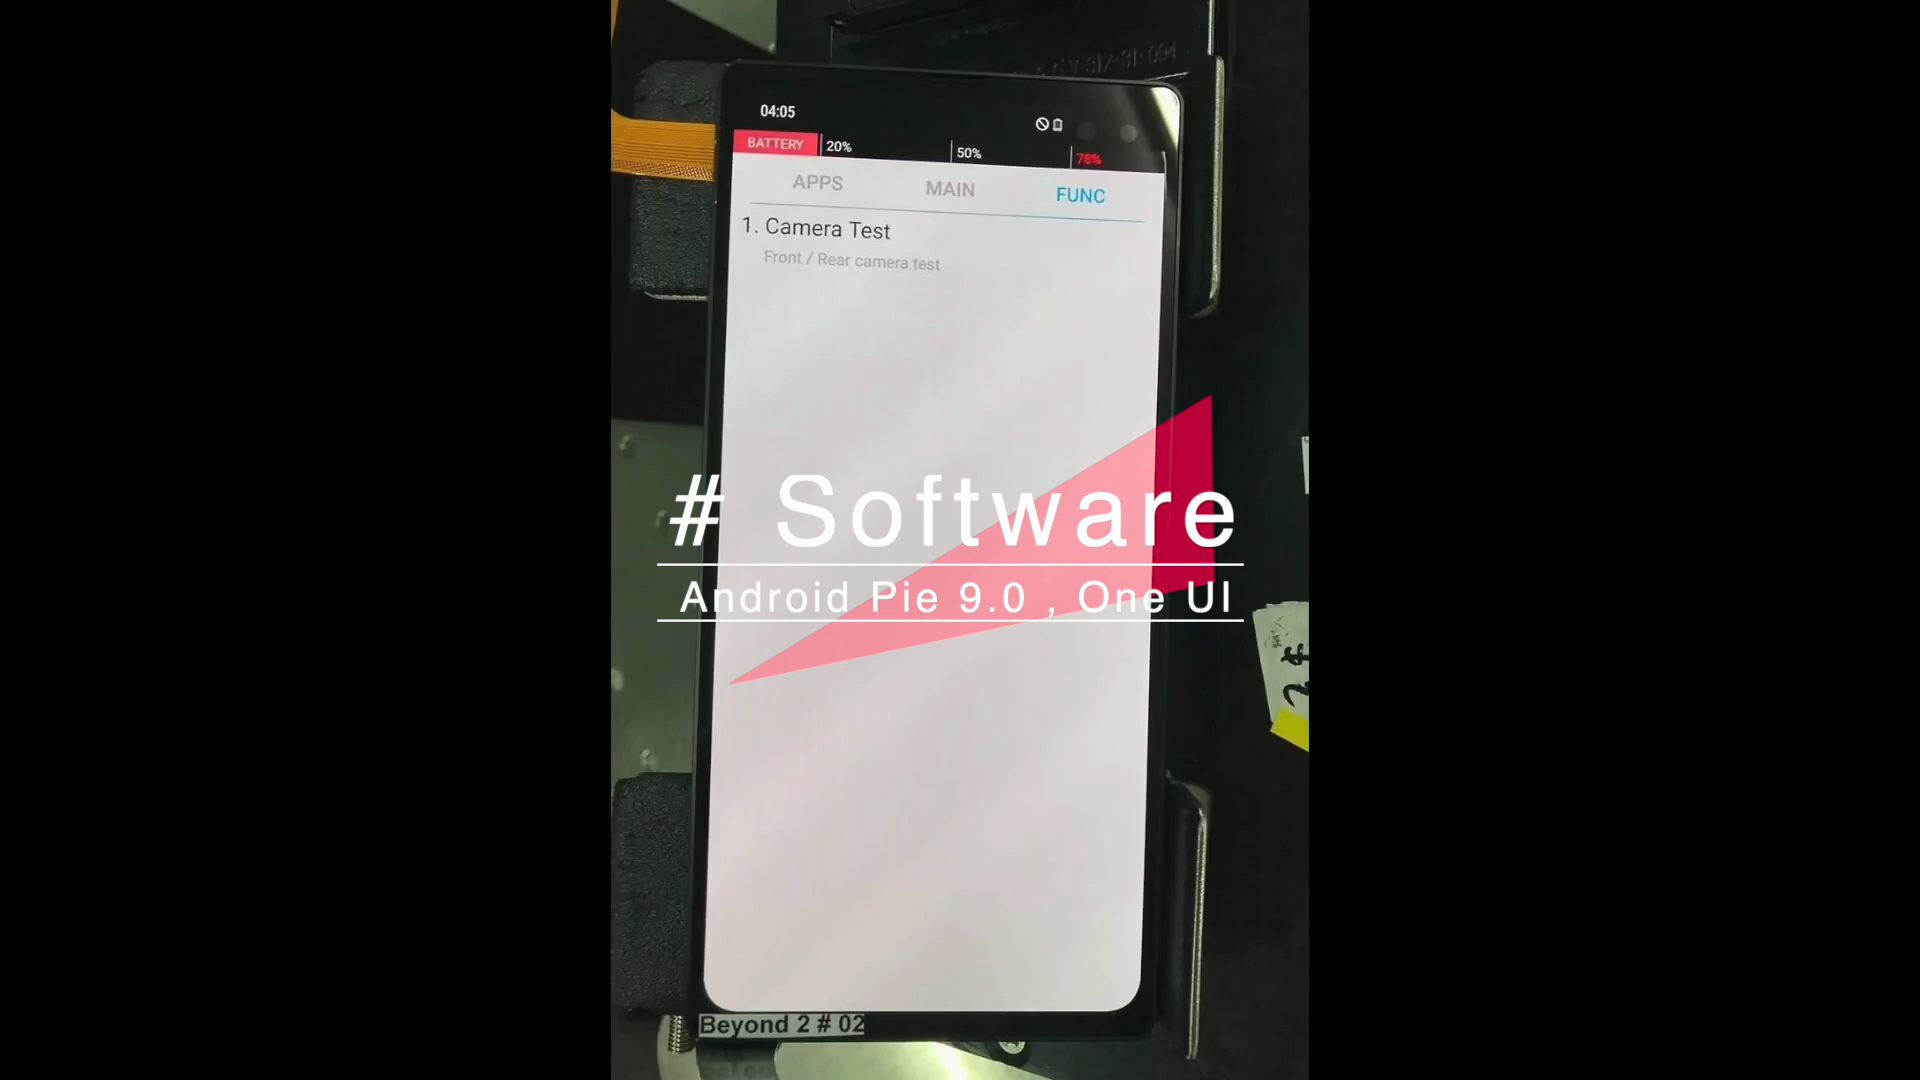 04:05
BATTERY 20% 50% 78%
APPS MAIN FUNC
1. Camera Test
Front / Rear camera test
# Software
Android Pie 9.0 , One UI
Beyond 2 # 02